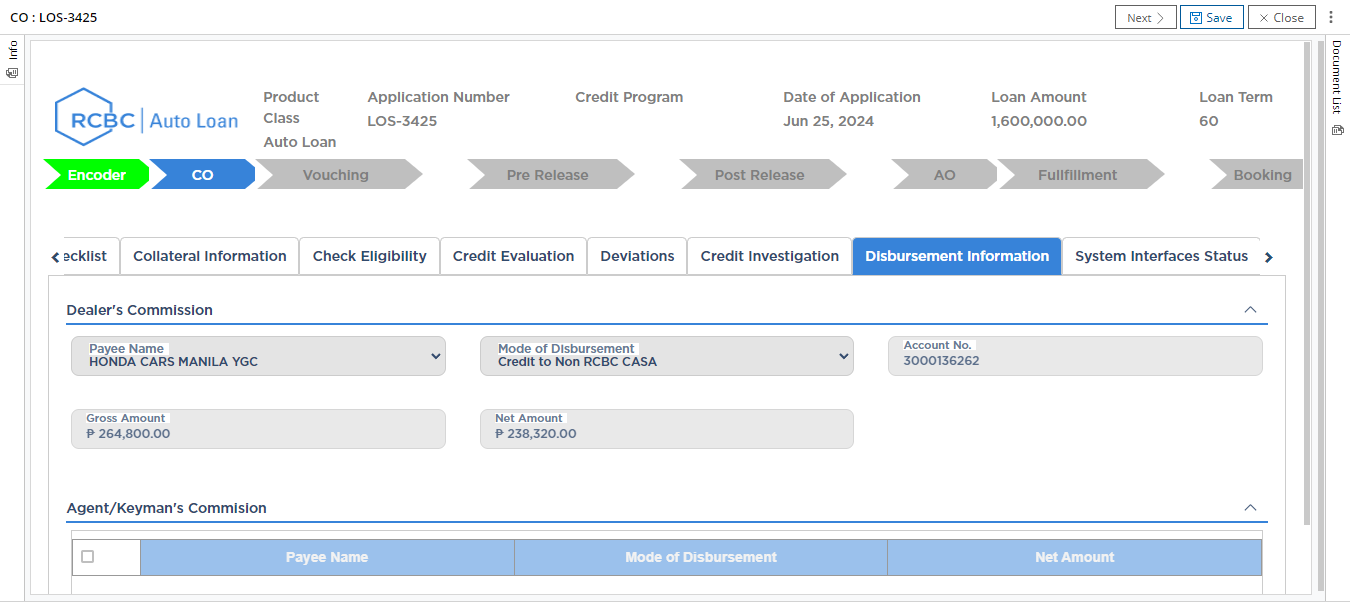 CO : LOS-3425
Next
Save
Close
Info
Document List
RCBC Auto Loan
Product Class
Auto Loan
Application Number
LOS-3425
Credit Program
Date of Application
Jun 25, 2024
Loan Amount
1,600,000.00
Loan Term
60
Encoder
CO
Vouching
Pre Release
Post Release
AO
Fullfillment
Booking
ecklist
Collateral Information
Check Eligibility
Credit Evaluation
Deviations
Credit Investigation
Disbursement Information
System Interfaces Status
Dealer's Commission
Payee Name
HONDA CARS MANILA YGC
Mode of Disbursement
Credit to Non RCBC CASA
Account No.
3000136262
Gross Amount
₱ 264,800.00
Net Amount
₱ 238,320.00
Agent/Keyman's Commision
Payee Name
Mode of Disbursement
Net Amount